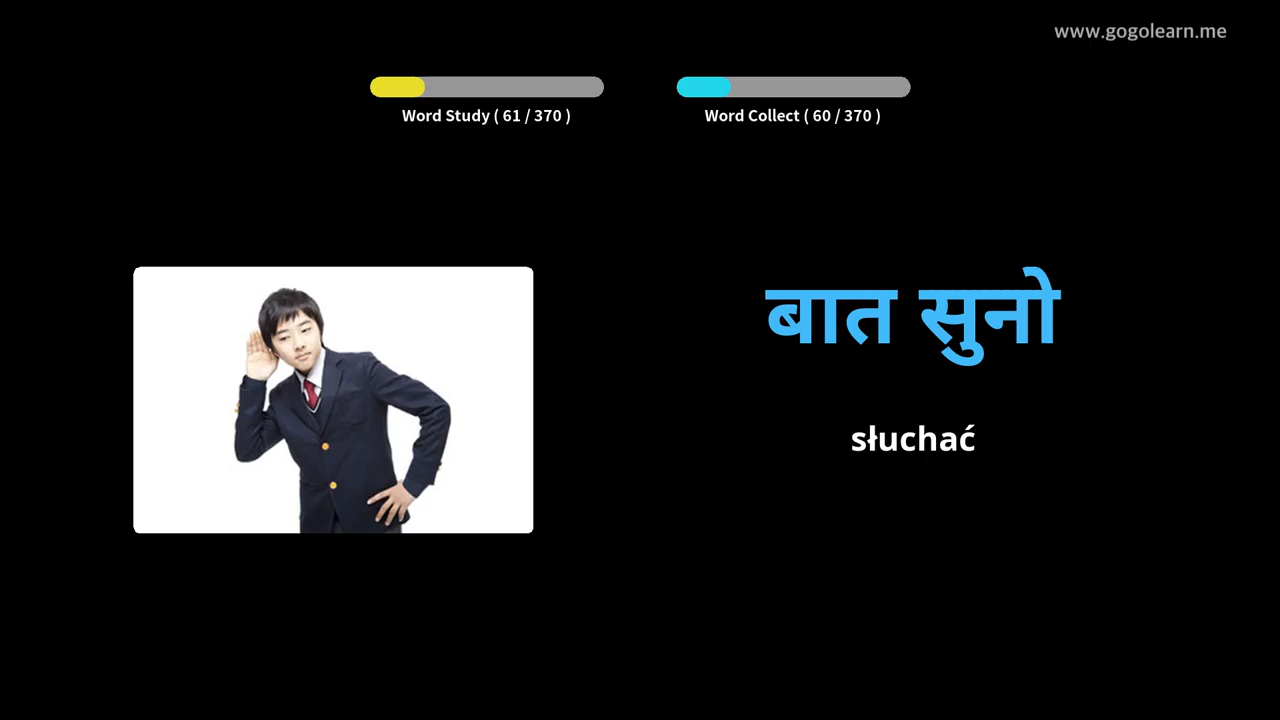 www.gogolearn.me
Word Study ( 61 / 370 )
Word Collect ( 60 / 370 )
बात सुनो
słuchać